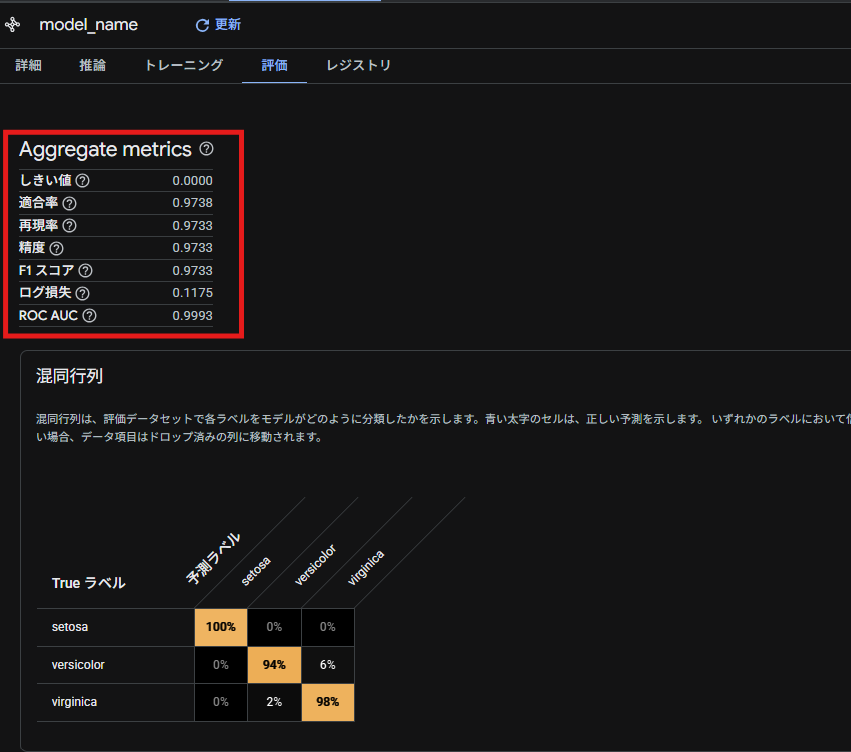 model_name 更新
詳細 推論 トレーニング 評価 レジストリ
Aggregate metrics
しきい値 0.0000
適合率 0.9738
再現率 0.9733
精度 0.9733
F1 スコア 0.9733
ログ損失 0.1175
ROC AUC 0.9993
混同行列
混同行列は、評価データセットで各ラベルをモデルがどのように分類したかを示します。青い太字のセルは、正しい予測を示します。 いずれかのラベルにおいて
い場合、データ項目はドロップ済みの列に移動されます。
True ラベル 予測ラベル setosa versicolor virginica
setosa 100% 0% 0%
versicolor 0% 94% 6%
virginica 0% 2% 98%